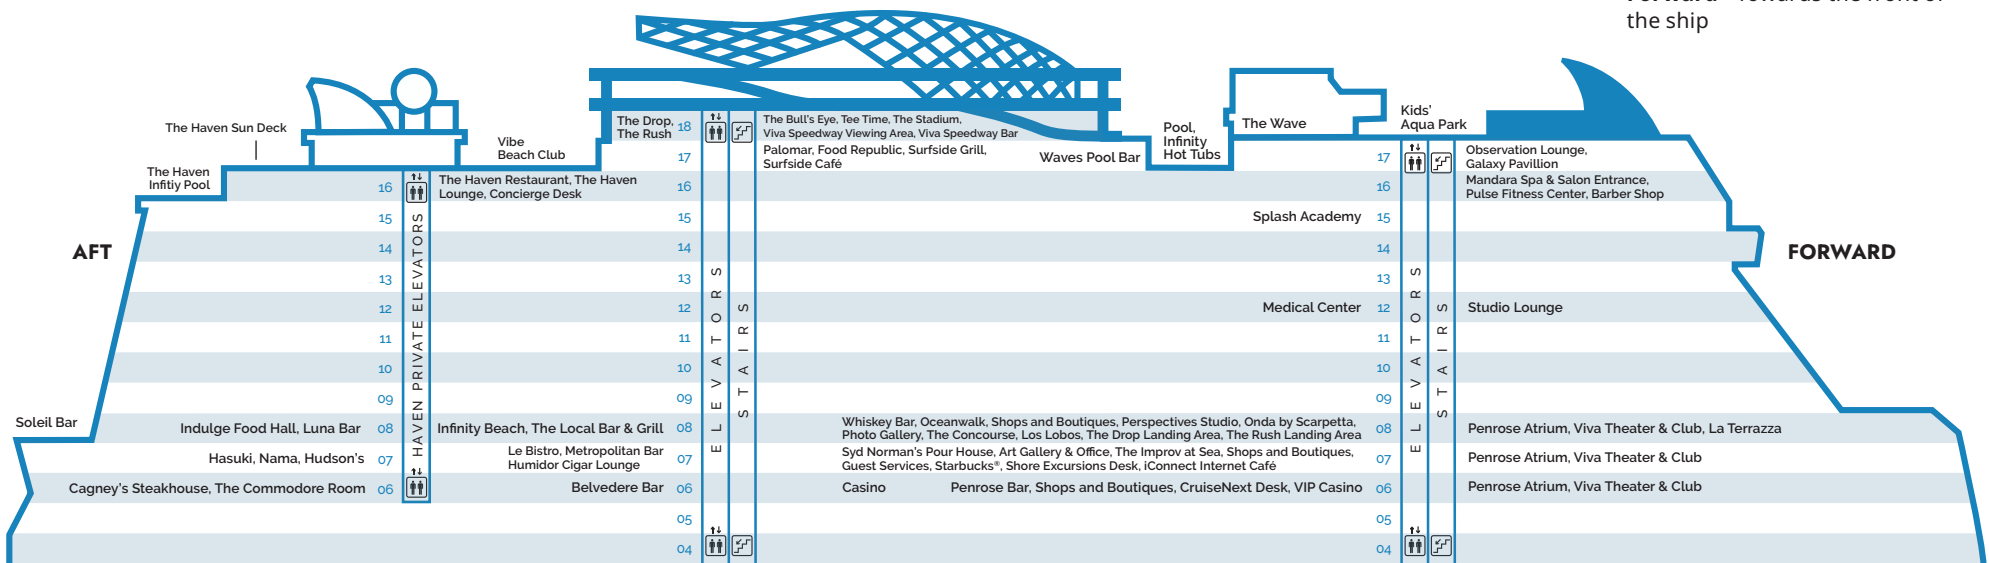 the ship
The Haven Sun Deck
The Haven
Infitiy Pool
Vibe
Beach Club
The Drop,
The Rush
18
The Bull's Eye, Tee Time, The Stadium,
Viva Speedway Viewing Area, Viva Speedway Bar
17
Palomar, Food Republic, Surfside Grill,
Surfside Café
Waves Pool Bar
Pool,
Infinity
Hot Tubs
The Wave
Kids'
Aqua Park
17
Observation Lounge,
Galaxy Pavillion
16
The Haven Restaurant, The Haven
Lounge, Concierge Desk
16
16
Mandara Spa & Salon Entrance,
Pulse Fitness Center, Barber Shop
15
15
Splash Academy 15
AFT
14
14
14
FORWARD
13
13
13
12
12
Medical Center 12
Studio Lounge
11
11
11
10
10
10
09
09
09
HAVEN PRIVATE ELEVATORS
ELEVATORS
STAIRS
ELEVATORS
STAIRS
Soleil Bar
Indulge Food Hall, Luna Bar 08
Infinity Beach, The Local Bar & Grill 08
Whiskey Bar, Oceanwalk, Shops and Boutiques, Perspectives Studio, Onda by Scarpetta,
Photo Gallery, The Concourse, Los Lobos, The Drop Landing Area, The Rush Landing Area
08
Penrose Atrium, Viva Theater & Club, La Terrazza
Hasuki, Nama, Hudson's 07
Le Bistro, Metropolitan Bar
Humidor Cigar Lounge
07
Syd Norman's Pour House, Art Gallery & Office, The Improv at Sea, Shops and Boutiques,
Guest Services, Starbucks®, Shore Excursions Desk, iConnect Internet Café
07
Penrose Atrium, Viva Theater & Club
Cagney's Steakhouse, The Commodore Room 06
Belvedere Bar 06
Casino
Penrose Bar, Shops and Boutiques, CruiseNext Desk, VIP Casino 06
Penrose Atrium, Viva Theater & Club
05
05
04
04